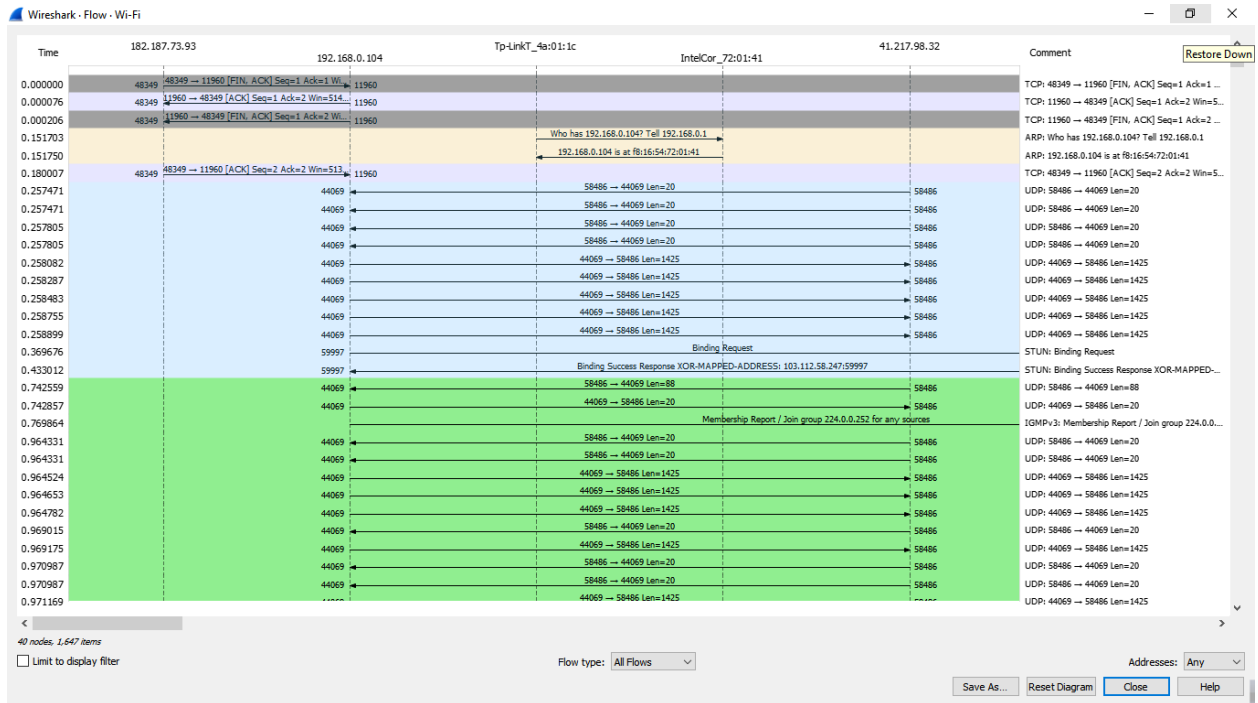 Wireshark · Flow · Wi-Fi
Restore Down
Time 182.187.73.93 192.168.0.104 Tp-LinkT_4a:01:1c IntelCor_72:01:41 41.217.98.32 Comment
0.000000 48349 48349 → 11960 [FIN, ACK] Seq=1 Ack=1 Wi... 11960 TCP: 48349 → 11960 [FIN, ACK] Seq=1 Ack=1 ...
0.000076 48349 11960 → 48349 [ACK] Seq=1 Ack=2 Win=514... 11960 TCP: 11960 → 48349 [ACK] Seq=1 Ack=2 Win=5...
0.000206 48349 11960 → 48349 [FIN, ACK] Seq=1 Ack=2 Wi... 11960 TCP: 11960 → 48349 [FIN, ACK] Seq=1 Ack=2 ...
0.151703 Who has 192.168.0.104? Tell 192.168.0.1 ARP: Who has 192.168.0.104? Tell 192.168.0.1
0.151750 192.168.0.104 is at f8:16:54:72:01:41 ARP: 192.168.0.104 is at f8:16:54:72:01:41
0.180007 48349 48349 → 11960 [ACK] Seq=2 Ack=2 Win=513... 11960 TCP: 48349 → 11960 [ACK] Seq=2 Ack=2 Win=5...
0.257471 44069 58486 → 44069 Len=20 58486 UDP: 58486 → 44069 Len=20
0.257471 44069 58486 → 44069 Len=20 58486 UDP: 58486 → 44069 Len=20
0.257805 44069 58486 → 44069 Len=20 58486 UDP: 58486 → 44069 Len=20
0.257805 44069 58486 → 44069 Len=20 58486 UDP: 58486 → 44069 Len=20
0.258082 44069 44069 → 58486 Len=1425 58486 UDP: 44069 → 58486 Len=1425
0.258287 44069 44069 → 58486 Len=1425 58486 UDP: 44069 → 58486 Len=1425
0.258483 44069 44069 → 58486 Len=1425 58486 UDP: 44069 → 58486 Len=1425
0.258755 44069 44069 → 58486 Len=1425 58486 UDP: 44069 → 58486 Len=1425
0.258899 44069 44069 → 58486 Len=1425 58486 UDP: 44069 → 58486 Len=1425
0.369676 59997 Binding Request STUN: Binding Request
0.433012 59997 Binding Success Response XOR-MAPPED-ADDRESS: 103.112.58.247:59997 STUN: Binding Success Response XOR-MAPPED-...
0.742559 44069 58486 → 44069 Len=88 58486 UDP: 58486 → 44069 Len=88
0.742857 44069 44069 → 58486 Len=20 58486 UDP: 44069 → 58486 Len=20
0.769864 Membership Report / Join group 224.0.0.252 for any sources IGMPv3: Membership Report / Join group 224.0.0....
0.964331 44069 58486 → 44069 Len=20 58486 UDP: 58486 → 44069 Len=20
0.964331 44069 58486 → 44069 Len=20 58486 UDP: 58486 → 44069 Len=20
0.964524 44069 44069 → 58486 Len=1425 58486 UDP: 44069 → 58486 Len=1425
0.964653 44069 44069 → 58486 Len=1425 58486 UDP: 44069 → 58486 Len=1425
0.964782 44069 44069 → 58486 Len=1425 58486 UDP: 44069 → 58486 Len=1425
0.969015 44069 58486 → 44069 Len=20 58486 UDP: 58486 → 44069 Len=20
0.969175 44069 44069 → 58486 Len=1425 58486 UDP: 44069 → 58486 Len=1425
0.970987 44069 58486 → 44069 Len=20 58486 UDP: 58486 → 44069 Len=20
0.970987 44069 58486 → 44069 Len=20 58486 UDP: 58486 → 44069 Len=20
0.971169 44069 → 58486 Len=1425 UDP: 44069 → 58486 Len=1425
40 nodes, 1,647 items
Limit to display filter Flow type: All Flows Addresses: Any
Save As... Reset Diagram Close Help